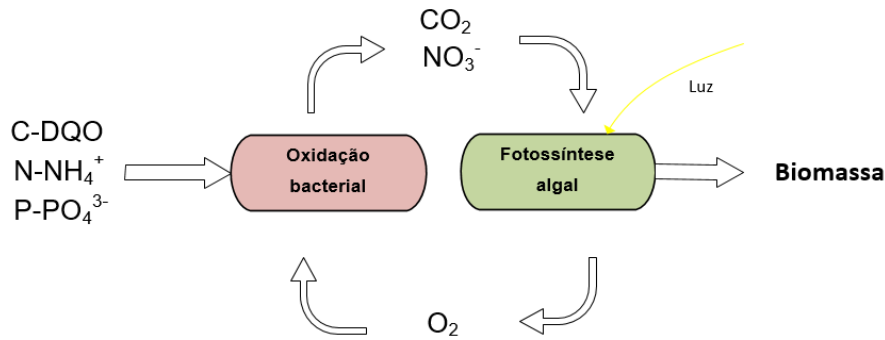 CO₂
NO₃⁻
Luz
C-DQO
N-NH₄⁺
P-PO₄³⁻
Oxidação
bacterial
Fotossíntese
algal
Biomassa
O₂